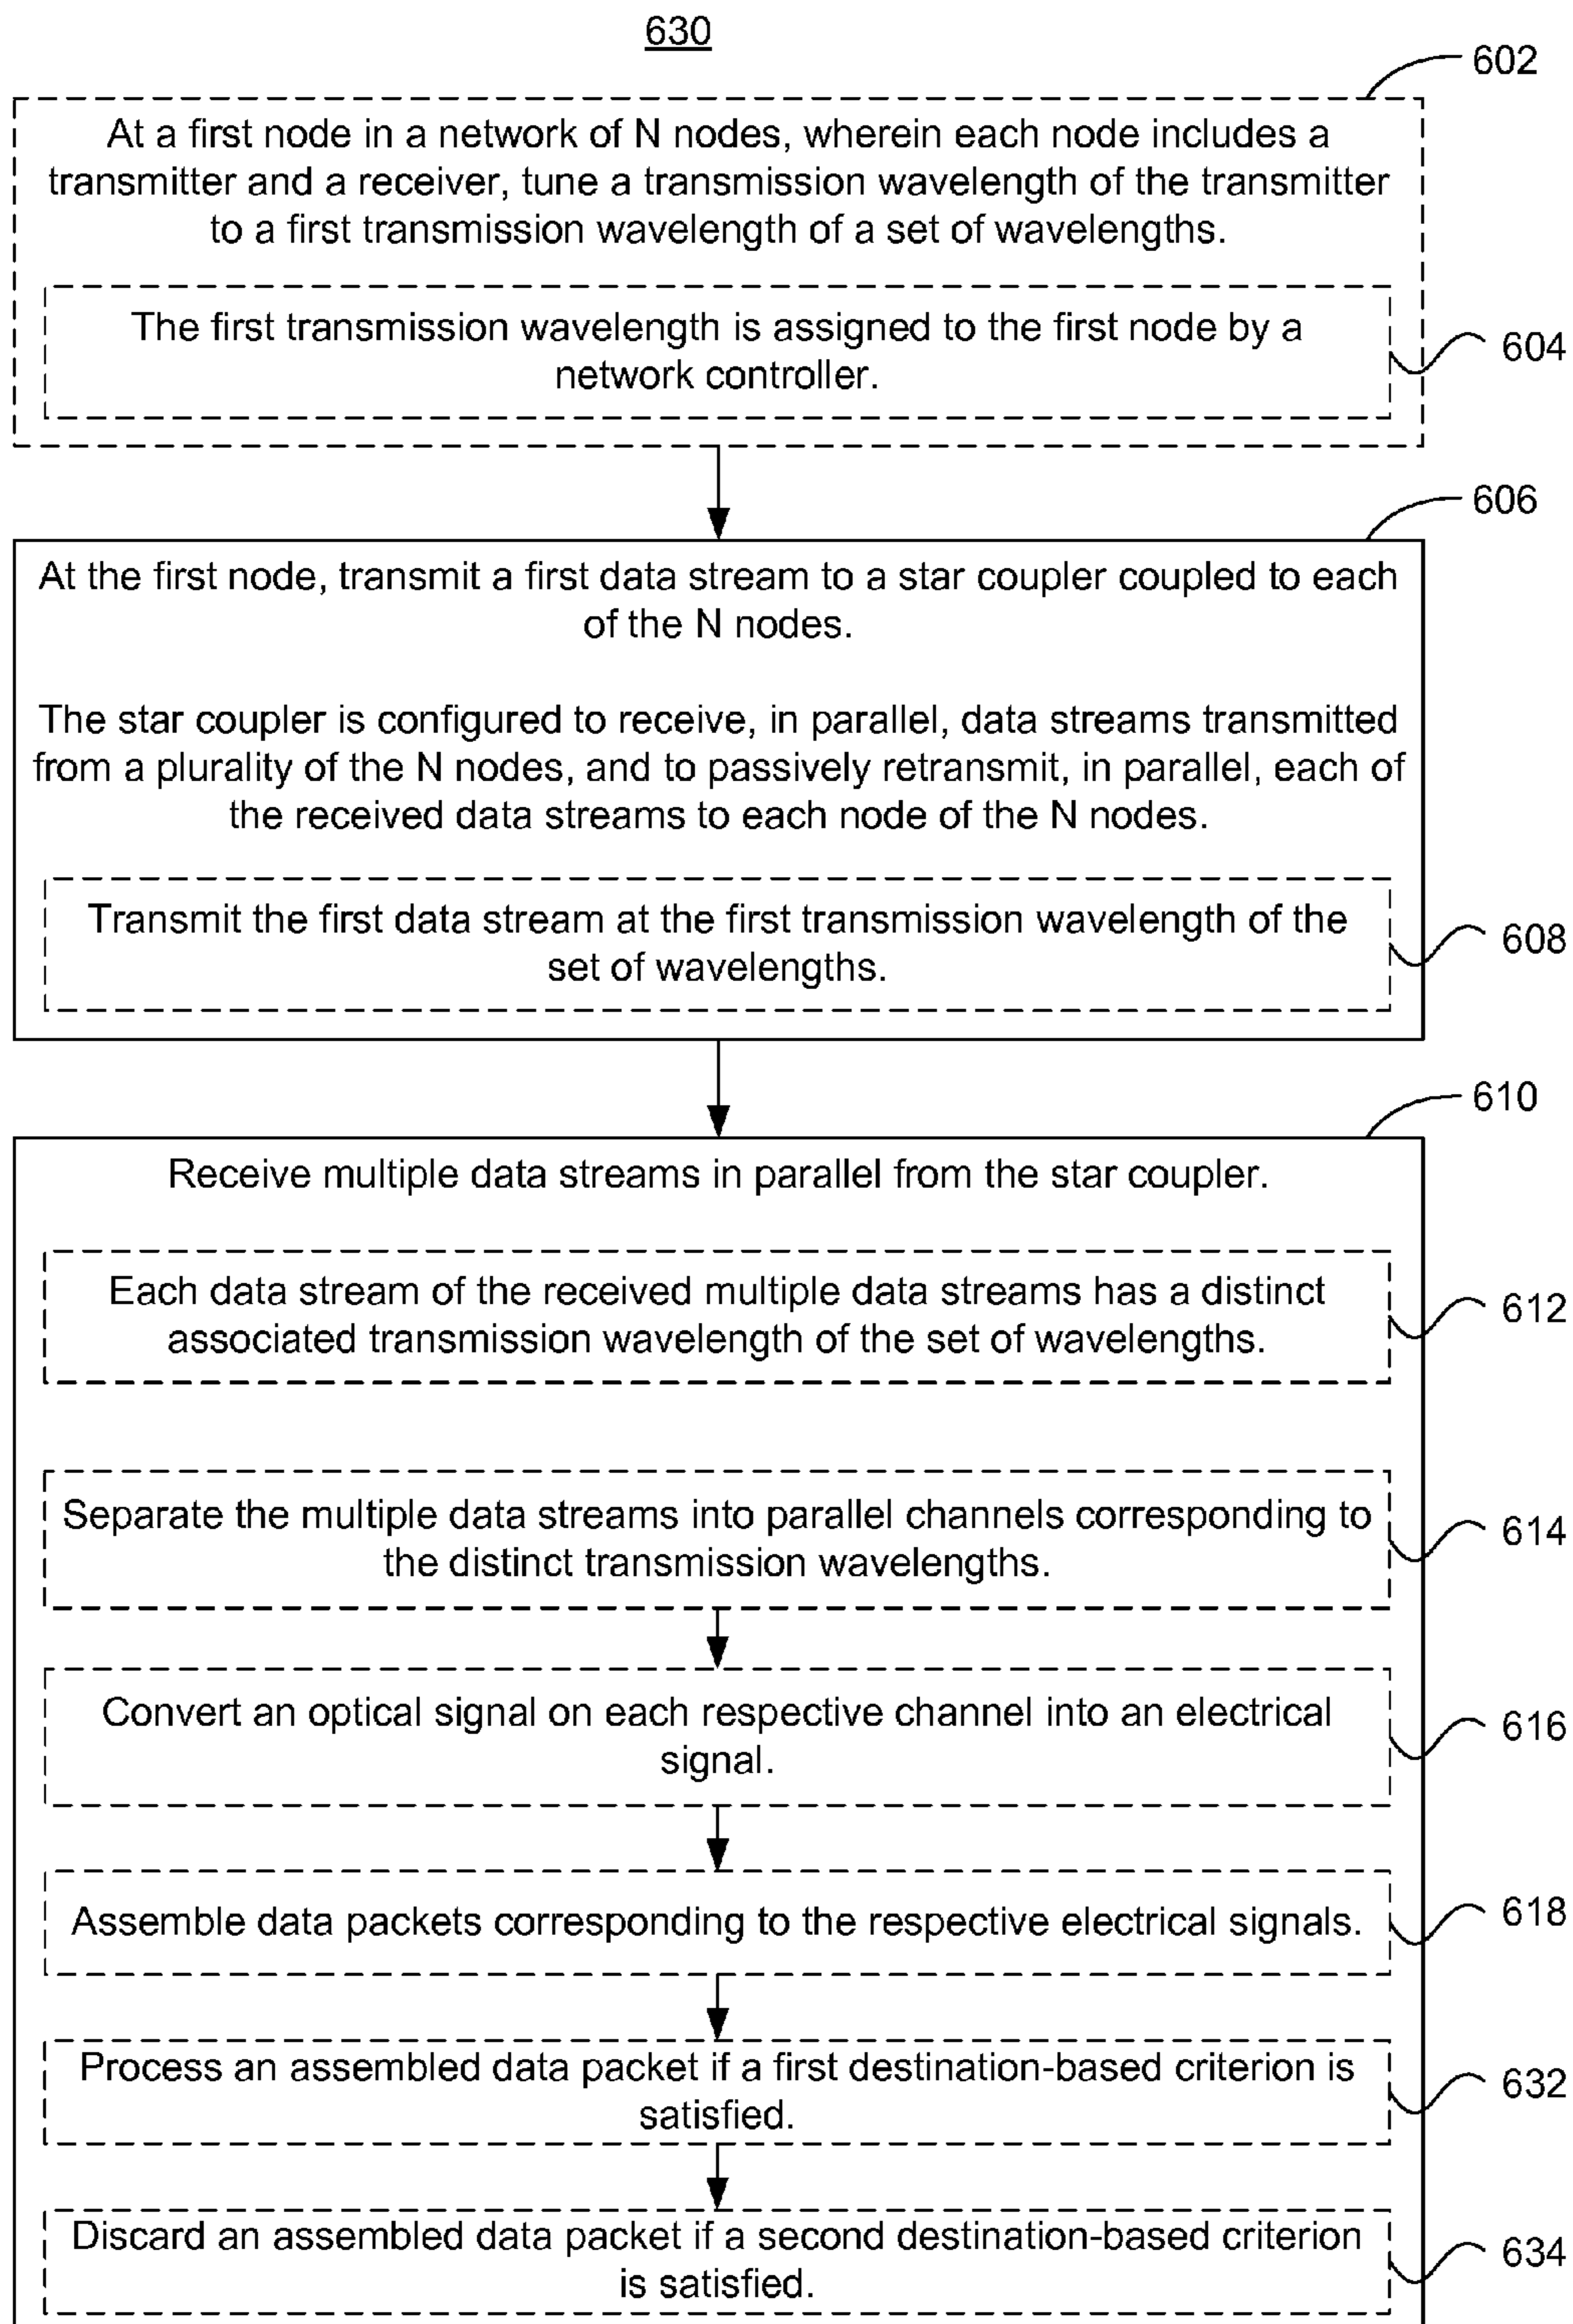 630
602
At a first node in a network of N nodes, wherein each node includes a
transmitter and a receiver, tune a transmission wavelength of the transmitter
to a first transmission wavelength of a set of wavelengths.
The first transmission wavelength is assigned to the first node by a
network controller.
604
606
At the first node, transmit a first data stream to a star coupler coupled to each
of the N nodes.
The star coupler is configured to receive, in parallel, data streams transmitted
from a plurality of the N nodes, and to passively retransmit, in parallel, each of
the received data streams to each node of the N nodes.
Transmit the first data stream at the first transmission wavelength of the
set of wavelengths.
608
610
Receive multiple data streams in parallel from the star coupler.
Each data stream of the received multiple data streams has a distinct
associated transmission wavelength of the set of wavelengths.
612
Separate the multiple data streams into parallel channels corresponding to
the distinct transmission wavelengths.
614
Convert an optical signal on each respective channel into an electrical
signal.
616
Assemble data packets corresponding to the respective electrical signals.
618
Process an assembled data packet if a first destination-based criterion is
satisfied.
632
Discard an assembled data packet if a second destination-based criterion
is satisfied.
634